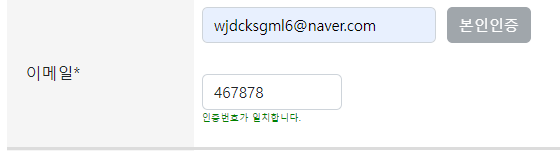 wjdcksgml6@naver.com 본인인증
이메일*
467878
인증번호가 일치합니다.